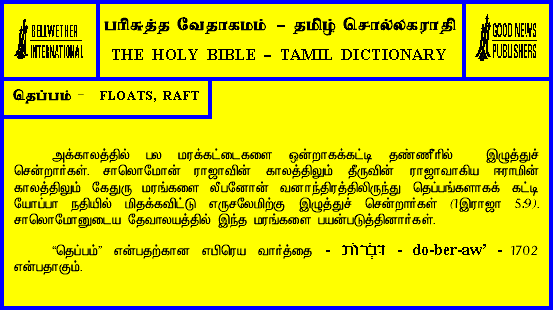 BELLWETHER
INTERNATIONAL
பரிசுத்த வேதாகமம் – தமிழ் சொல்லகராதி
THE HOLY BIBLE – TAMIL DICTIONARY
GOOD NEWS
PUBLISHERS
தெப்பம் – FLOATS, RAFT
அக்காலத்தில் பல மரக்கட்டைகளை ஒன்றாகக்கட்டி தண்ணீரில் இழுத்துச்
சென்றார்கள். சாலொமோன் ராஜாவின் காலத்திலும் தீருவின் ராஜாவாகிய ஈராமின்
காலத்திலும் கேதுரு மரங்களை லீபனோன் வனாந்திரத்திலிருந்து தெப்பங்களாகக் கட்டி
யோப்பா நதியில் மிதக்கவிட்டு எருசலேமிற்கு இழுத்துச் சென்றார்கள் (1இராஜா 5:9).
சாலொமோனுடைய தேவாலயத்தில் இந்த மரங்களை பயன்படுத்தினார்கள்.
“தெப்பம்” என்பதற்கான எபிரெய வார்த்தை - - do-ber-aw’ - 1702
என்பதாகும்.